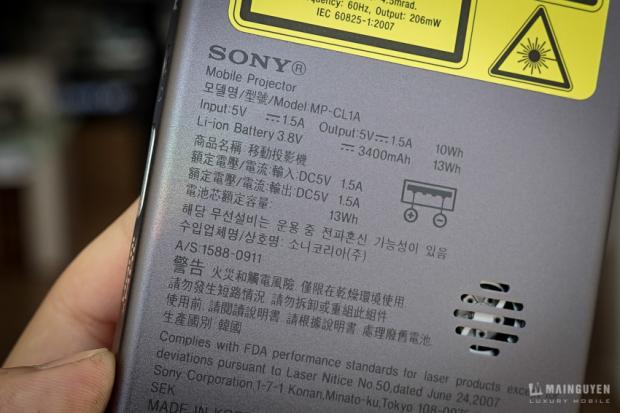 4.5mrad.
Frequency: 60Hz, Output: 206mW
IEC 60825-1:2007
SONY®
Mobile Projector
모델명/型號/Model:MP-CL1A
Input:5V ⎓ 1.5A Output:5V ⎓ 1.5A 10Wh
Li-ion Battery 3.8V ⎓ 3400mAh 13Wh
商品名稱: 移動投影機
額定電壓/電流:輸入:DC5V 1.5A
額定電壓/電流:輸出:DC5V 1.5A
電池芯額定容量: 13Wh
해당 무선설비는 운용 중 전파혼신 가능성이 있음
수입업체명/상호명: 소니코리아(주)
A/S:1588-0911
警告 火災和觸電風險, 僅限在乾燥環境使用
請勿發生短路情況, 請勿拆卸或重組此組件
使用前, 請閱讀說明書, 請根據說明書, 處理廢舊電池.
生產國別: 韓國
Complies with FDA performance standards for laser products except
deviations pursuant to Laser Nitice No.50,dated June 24,2007
Sony Corporation,1-7-1 Konan,Minato-ku,Tokyo 108-0075
SEK
MADE IN KOREA
MAINGUYEN
LUXURY MOBILE